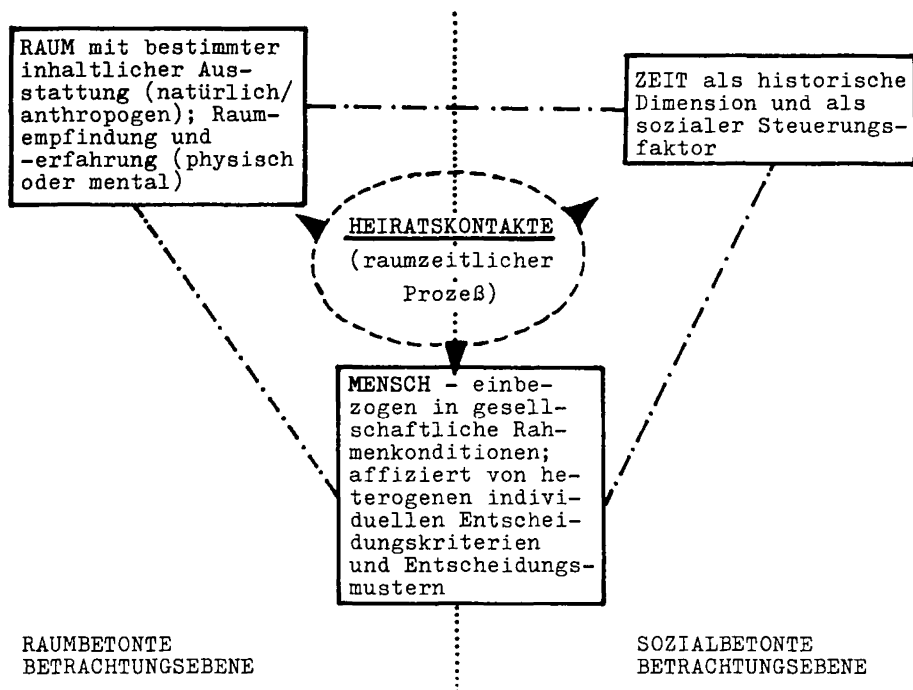 RAUM mit bestimmter
inhaltlicher Aus-
stattung (natürlich/
anthropogen); Raum-
empfindung und
-erfahrung (physisch
oder mental)
ZEIT als historische
Dimension und als
sozialer Steuerungs-
faktor
HEIRATSKONTAKTE
(raumzeitlicher
Prozeß)
MENSCH - einbe-
zogen in gesell-
schaftliche Rah-
menkonditionen;
affiziert von he-
terogenen indivi-
duellen Entschei-
dungskriterien
und Entscheidungs-
mustern
RAUMBETONTE
BETRACHTUNGSEBENE
SOZIALBETONTE
BETRACHTUNGSEBENE